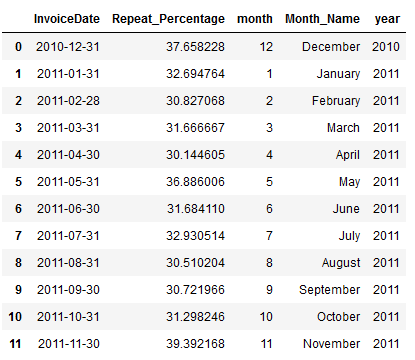 InvoiceDate Repeat_Percentage month Month_Name year
0 2010-12-31 37.658228 12 December 2010
1 2011-01-31 32.694764 1 January 2011
2 2011-02-28 30.827068 2 February 2011
3 2011-03-31 31.666667 3 March 2011
4 2011-04-30 30.144605 4 April 2011
5 2011-05-31 36.886006 5 May 2011
6 2011-06-30 31.684110 6 June 2011
7 2011-07-31 32.930514 7 July 2011
8 2011-08-31 30.510204 8 August 2011
9 2011-09-30 30.721966 9 September 2011
10 2011-10-31 31.298246 10 October 2011
11 2011-11-30 39.392168 11 November 2011